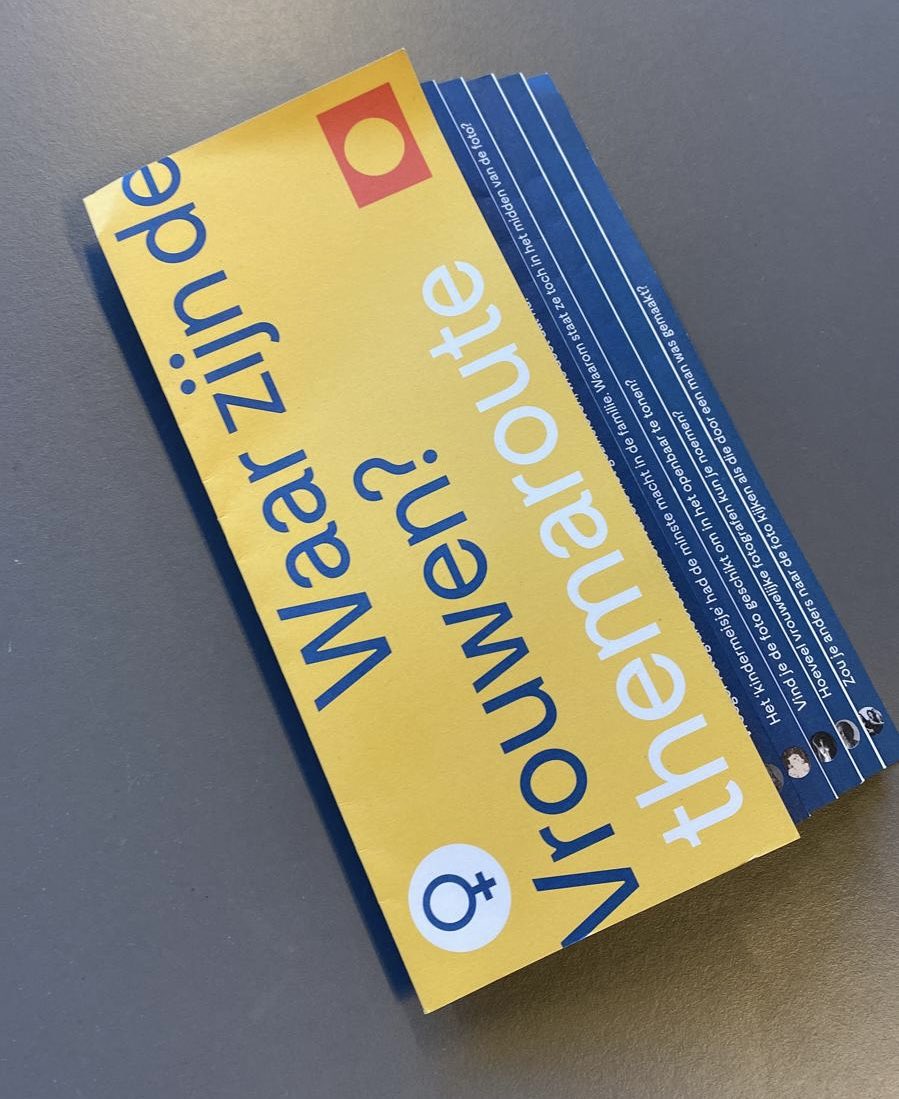 Waar zijn de
Vrouwen?
themaroute
Het 'kindermeisje' had de minste macht in de familie. Waarom staat ze toch in het midden van de foto?
Vind je de foto geschikt om in het openbaar te tonen?
Hoeveel vrouwelijke fotografen kun je noemen?
Zou je anders naar de foto kijken als die door een man was gemaakt?